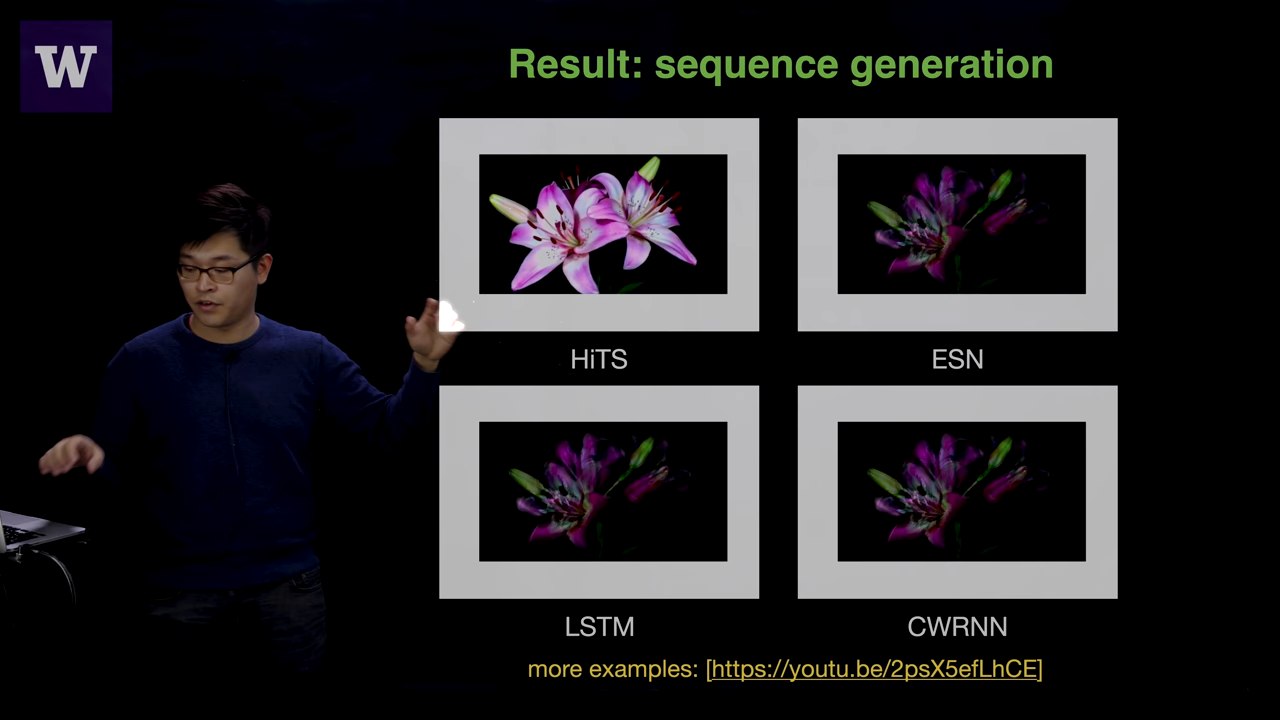 W
Result: sequence generation
HiTS
ESN
LSTM
CWRNN
more examples: [https://youtu.be/2psX5efLhCE]